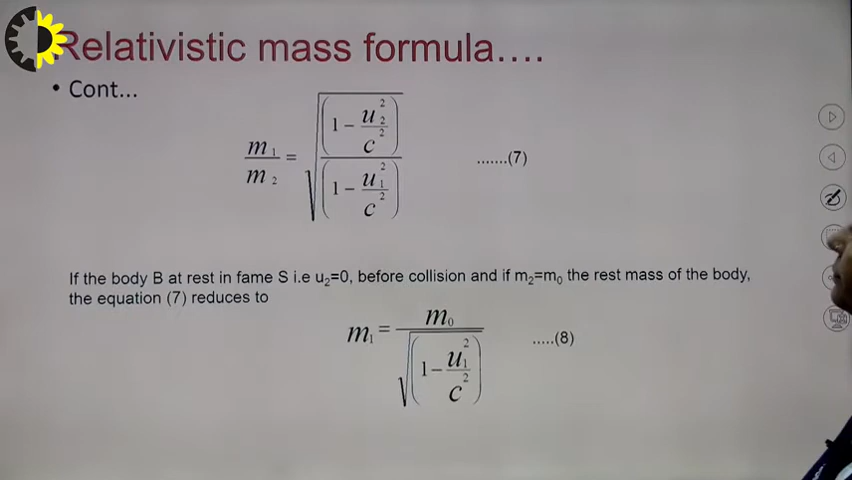 Relativistic mass formula....
• Cont...
m₁/m₂ = √((1 − u₂²/c²)/(1 − u₁²/c²)) .......(7)
If the body B at rest in fame S i.e u₂=0, before collision and if m₂=m₀ the rest mass of the body,
the equation (7) reduces to
m₁ = m₀/√(1 − u₁²/c²) .....(8)